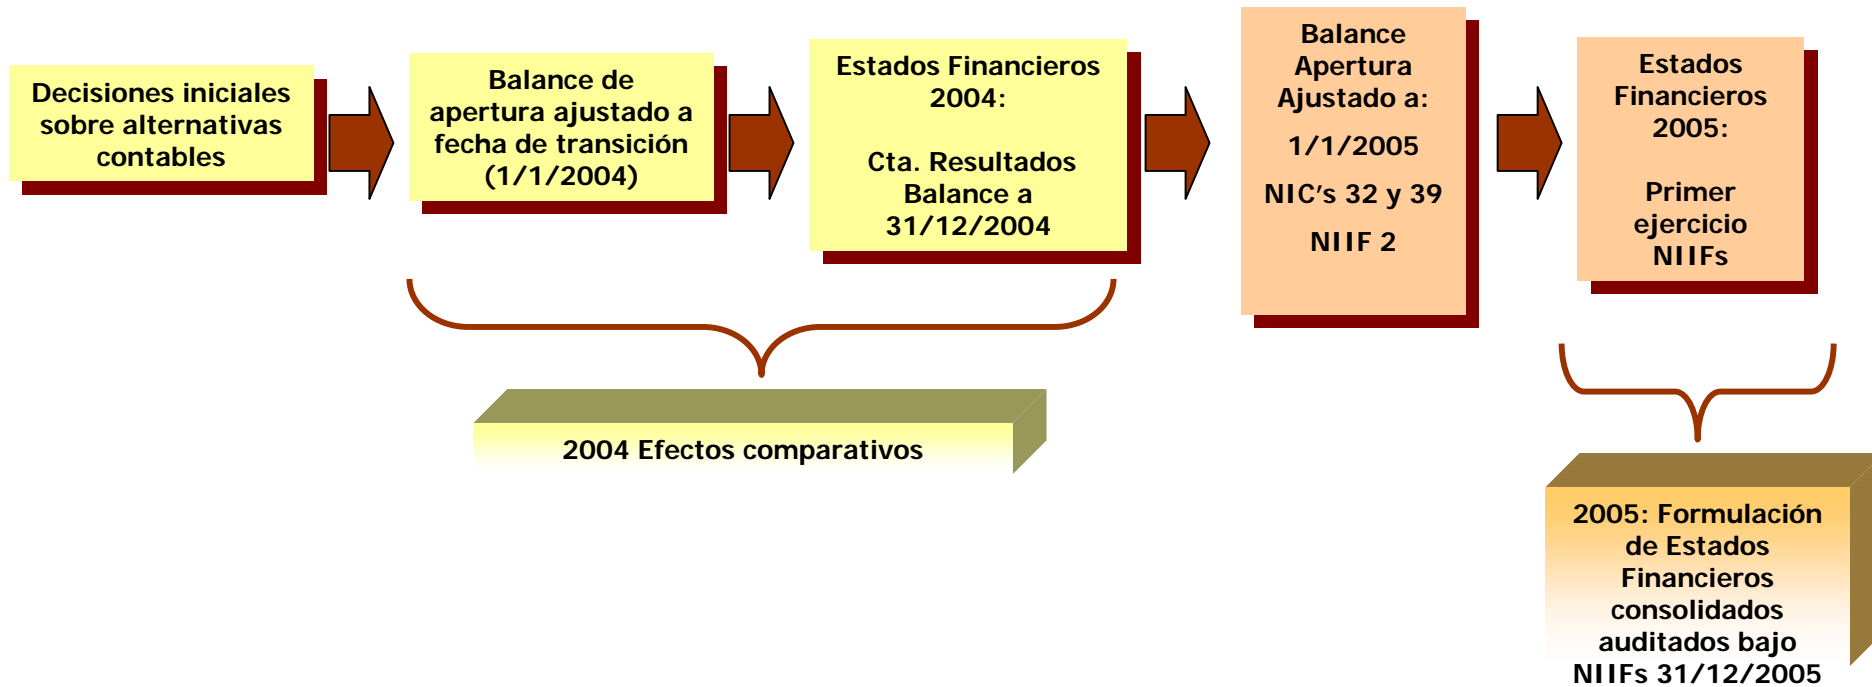 Decisiones iniciales
sobre alternativas
contables
Balance de
apertura ajustado a
fecha de transición
(1/1/2004)
Estados Financieros
2004:
Cta. Resultados
Balance a
31/12/2004
Balance
Apertura
Ajustado a:
1/1/2005
NIC's 32 y 39
NIIF 2
Estados
Financieros
2005:
Primer
ejercicio
NIIFs
2004 Efectos comparativos
2005: Formulación
de Estados
Financieros
consolidados
auditados bajo
NIIFs 31/12/2005